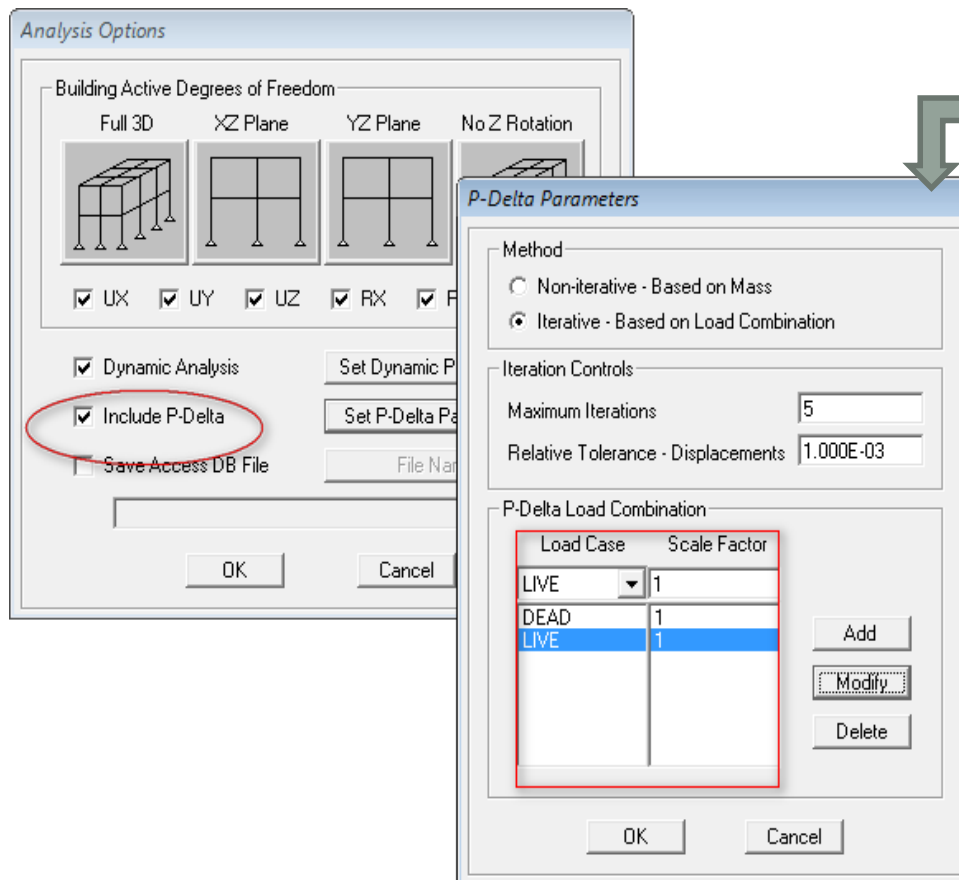 Analysis Options
Building Active Degrees of Freedom
Full 3D XZ Plane YZ Plane No Z Rotation
UX UY UZ RX
Dynamic Analysis Set Dynamic P
Include P-Delta Set P-Delta Pa
Save Access DB File File Na
OK Cancel
P-Delta Parameters
Method
Non-iterative - Based on Mass
Iterative - Based on Load Combination
Iteration Controls
Maximum Iterations 5
Relative Tolerance - Displacements 1.000E-03
P-Delta Load Combination
Load Case Scale Factor
LIVE 1
DEAD 1
LIVE 1
Add
Modify
Delete
OK Cancel